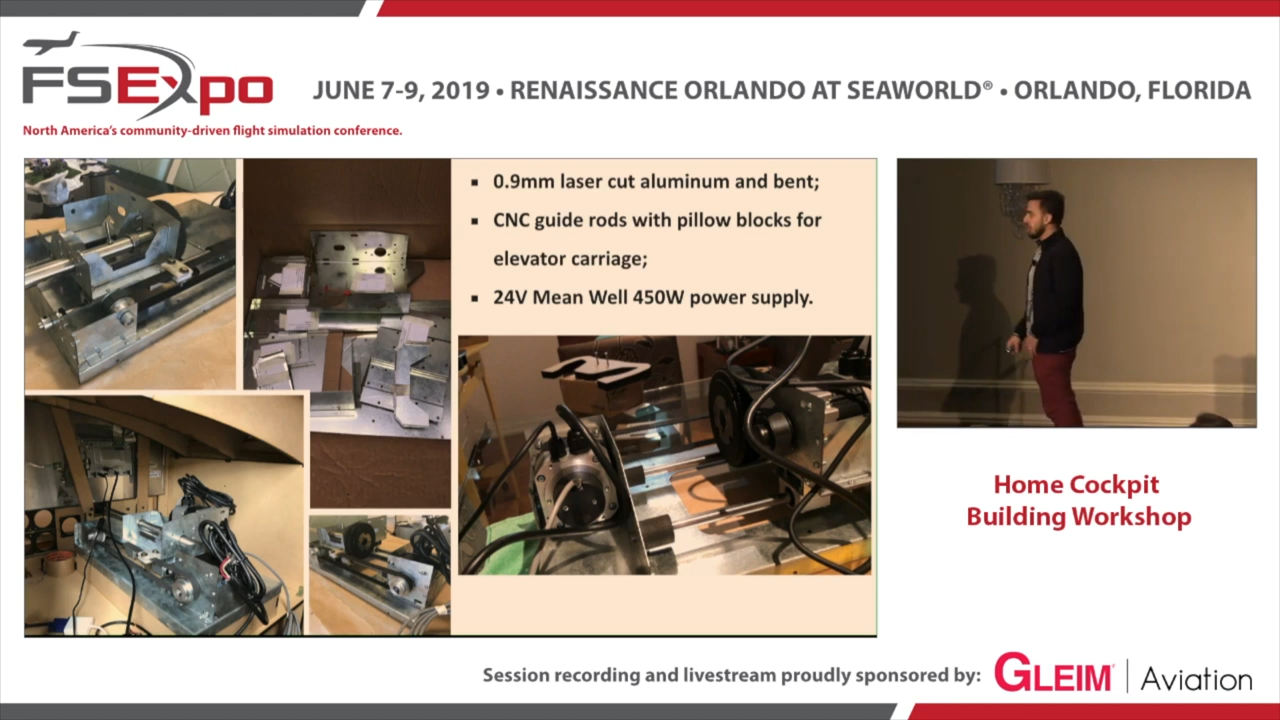 FSExpo
JUNE 7-9, 2019 • RENAISSANCE ORLANDO AT SEAWORLD® • ORLANDO, FLORIDA
North America's community-driven flight simulation conference.
▪ 0.9mm laser cut aluminum and bent;
▪ CNC guide rods with pillow blocks for
elevator carriage;
▪ 24V Mean Well 450W power supply.
Home Cockpit
Building Workshop
Session recording and livestream proudly sponsored by:
GLEIM® | Aviation